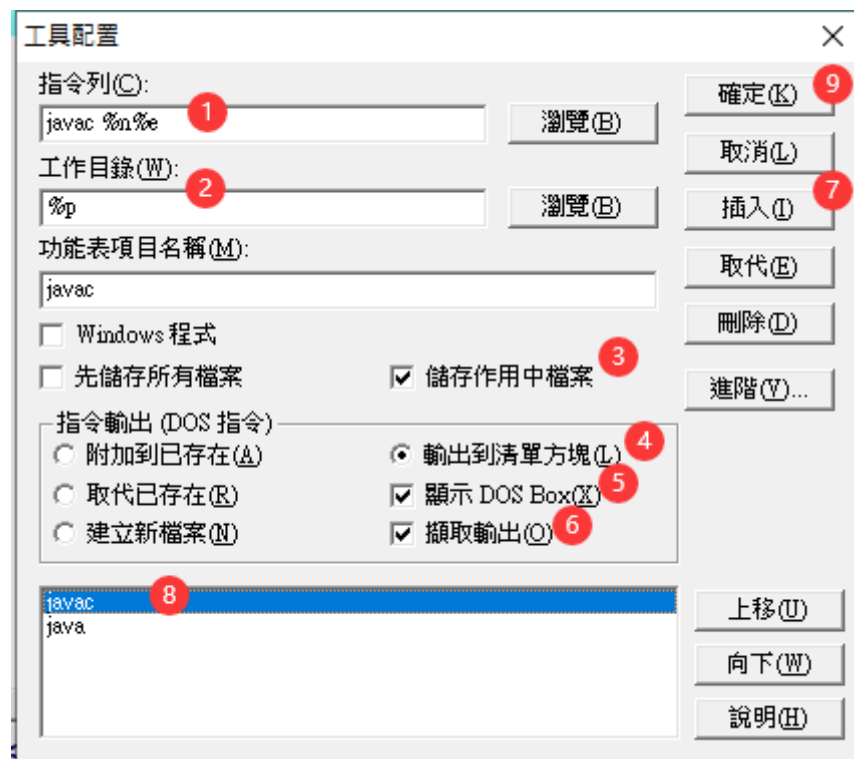 工具配置
指令列(C):
javac %n%e
1
瀏覽(B)
確定(K)
9
取消(L)
工作目錄(W):
%p
2
瀏覽(B)
插入(I)
7
功能表項目名稱(M):
javac
取代(E)
Windows 程式
刪除(D)
先儲存所有檔案
儲存作用中檔案
3
進階(V)...
指令輸出 (DOS 指令)
附加到已存在(A)
輸出到清單方塊(L)
4
取代已存在(R)
顯示 DOS Box(X)
5
建立新檔案(N)
擷取輸出(O)
6
javac
8
java
上移(U)
向下(W)
說明(H)